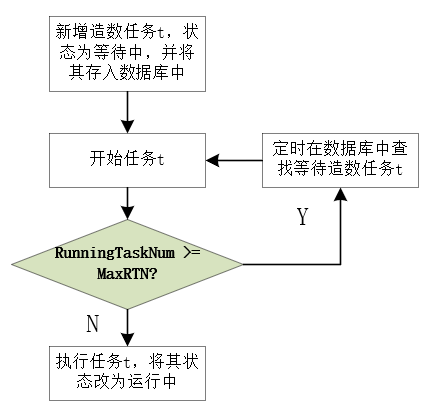 新增造数任务t，状
态为等待中，并将
其存入数据库中
开始任务t
定时在数据库中查
找等待造数任务t
RunningTaskNum >=
MaxRTN?
Y
N
执行任务t，将其状
态改为运行中